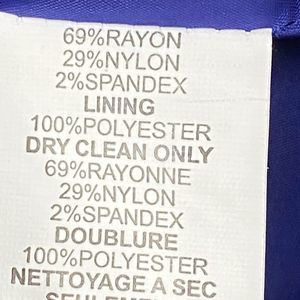 69%RAYON
29%NYLON
2%SPANDEX
LINING
100%POLYESTER
DRY CLEAN ONLY
69%RAYONNE
29%NYLON
2%SPANDEX
DOUBLURE
100%POLYESTER
NETTOYAGE A SEC